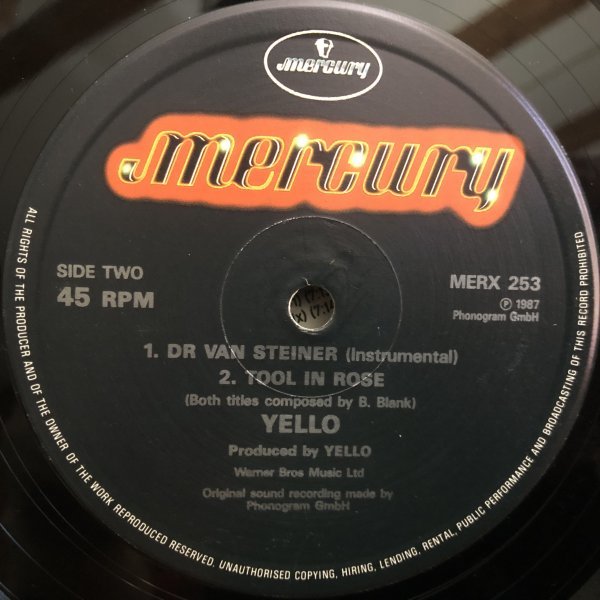 mercury
mercury
SIDE TWO
45 RPM
MERX 253
℗ 1987
Phonogram GmbH
1. DR VAN STEINER (Instrumental)
2. TOOL IN ROSE
(Both titles composed by B. Blank)
YELLO
Produced by YELLO
Warner Bros Music Ltd
Original sound recording made by
Phonogram GmbH
ALL RIGHTS OF THE PRODUCER AND OF THE OWNER OF THE WORK REPRODUCED RESERVED. UNAUTHORISED COPYING, HIRING, LENDING, RENTAL, PUBLIC PERFORMANCE AND BROADCASTING OF THIS RECORD PROHIBITED